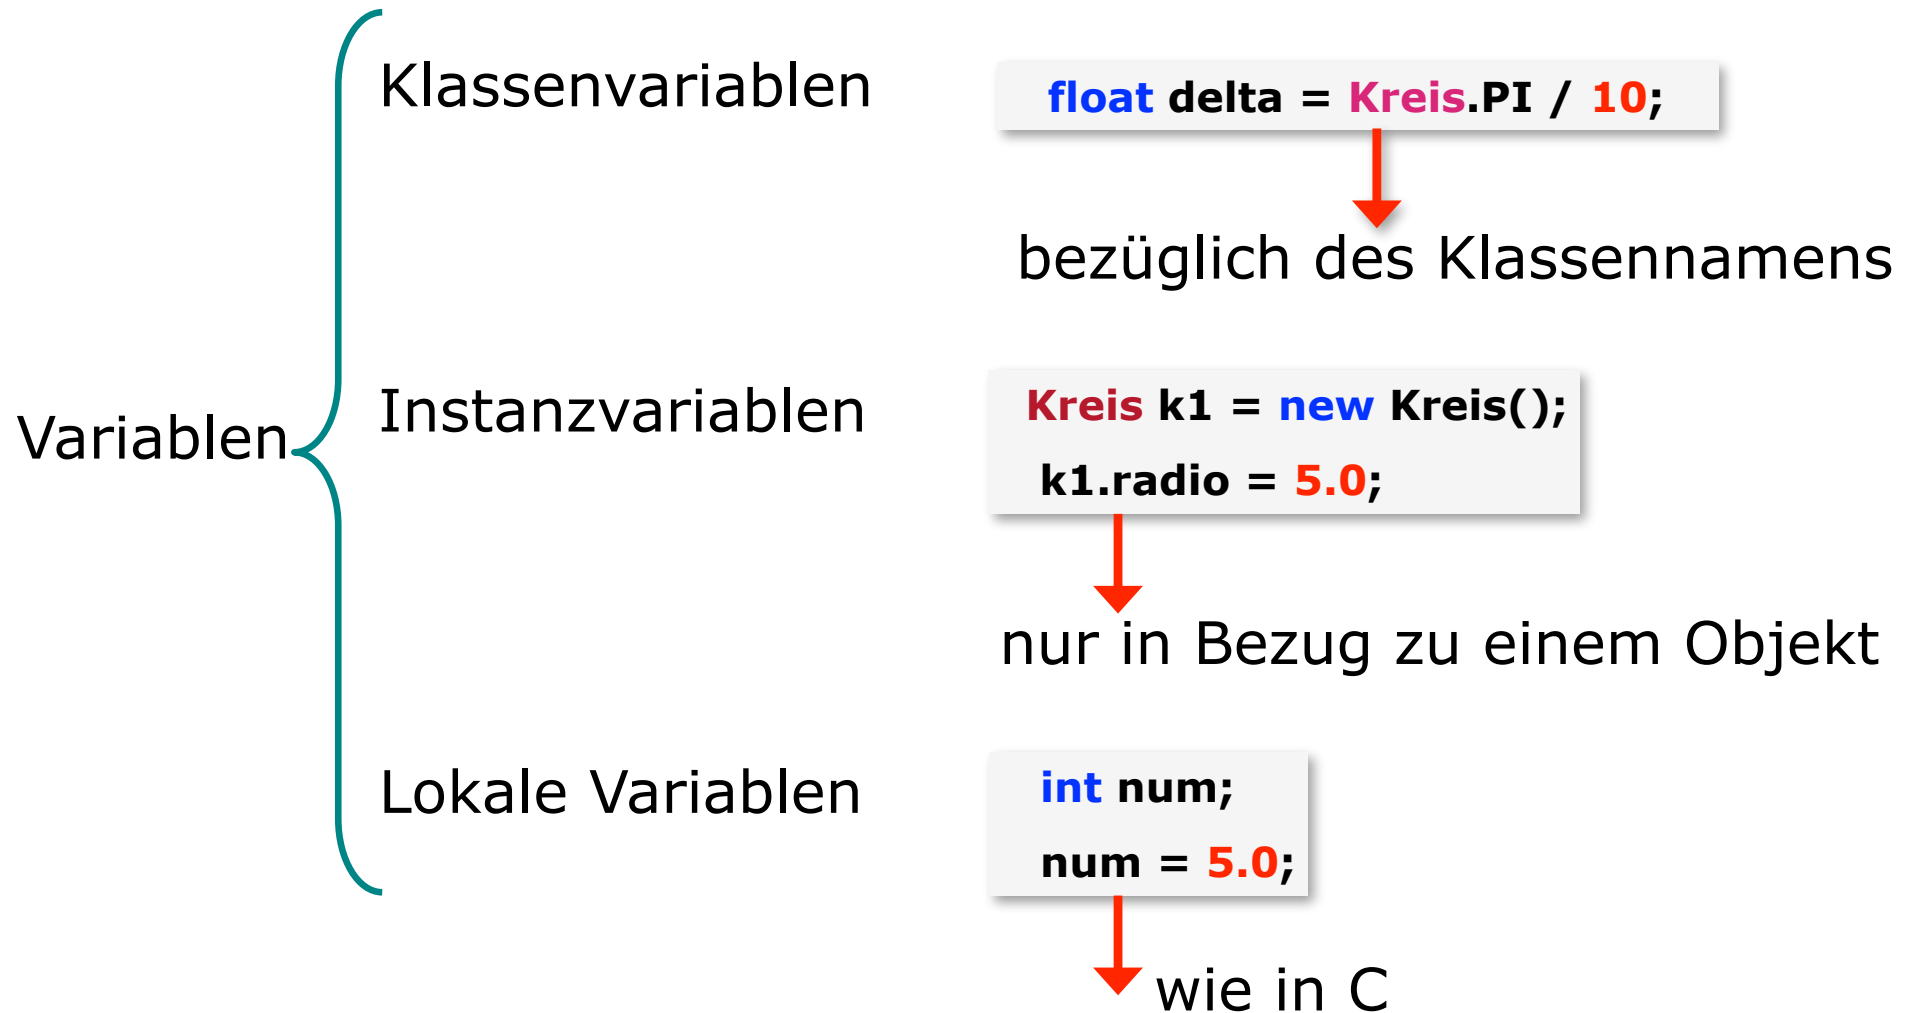 Variablen
Klassenvariablen
float delta = Kreis.PI / 10;
bezüglich des Klassennamens
Instanzvariablen
Kreis k1 = new Kreis();
k1.radio = 5.0;
nur in Bezug zu einem Objekt
Lokale Variablen
int num;
num = 5.0;
wie in C